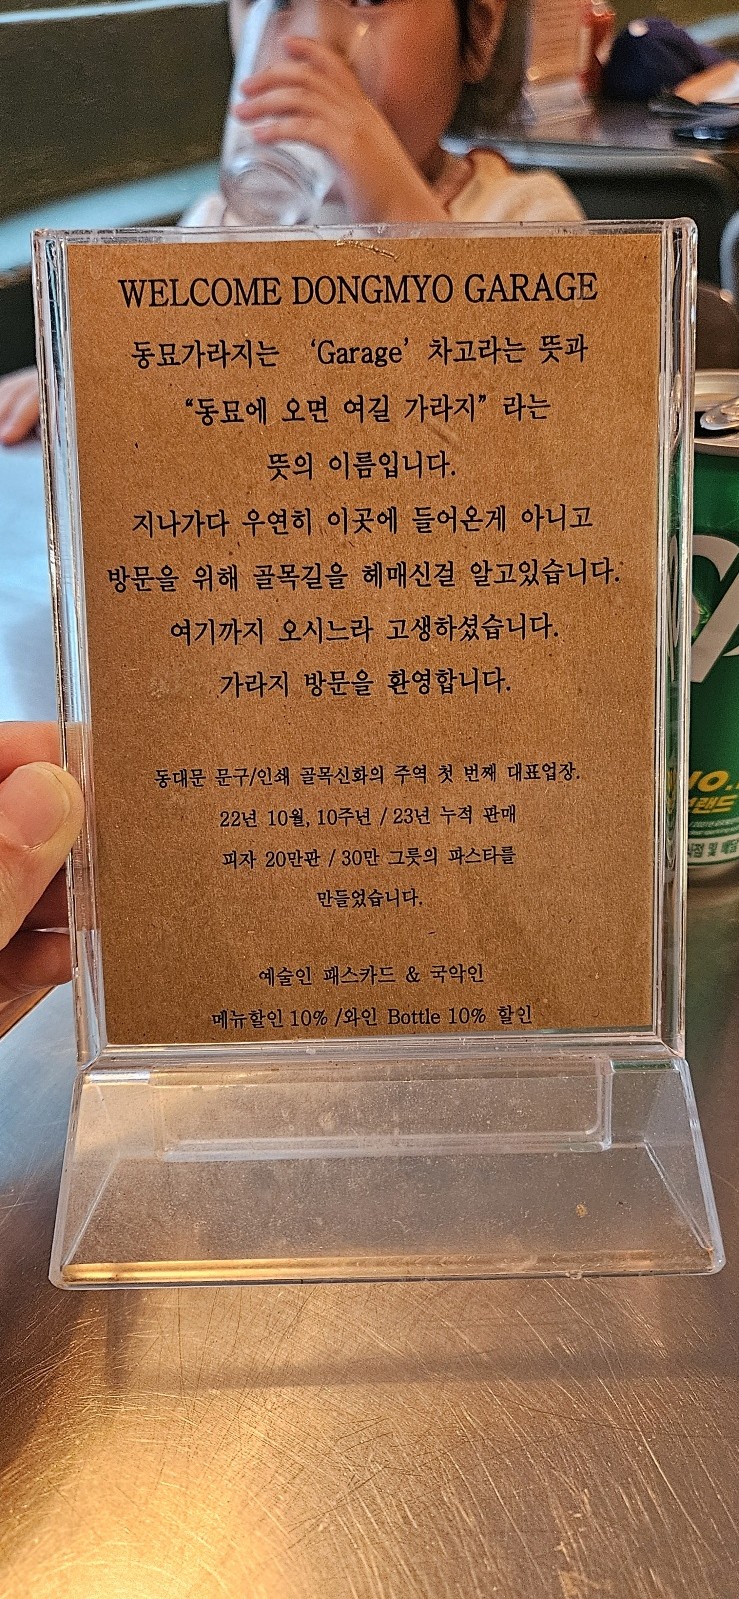 WELCOME DONGMYO GARAGE
동묘가라지는 ‘Garage’ 차고라는 뜻과
“동묘에 오면 여길 가라지” 라는
뜻의 이름입니다.
지나가다 우연히 이곳에 들어온게 아니고
방문을 위해 골목길을 헤매신걸 알고있습니다.
여기까지 오시느라 고생하셨습니다.
가라지 방문을 환영합니다.
동대문 문구/인쇄 골목신화의 주역 첫 번째 대표업장.
22년 10월, 10주년 / 23년 누적 판매
피자 20만판 / 30만 그릇의 파스타를
만들었습니다.
예술인 패스카드 & 국악인
메뉴할인 10% /와인 Bottle 10% 할인